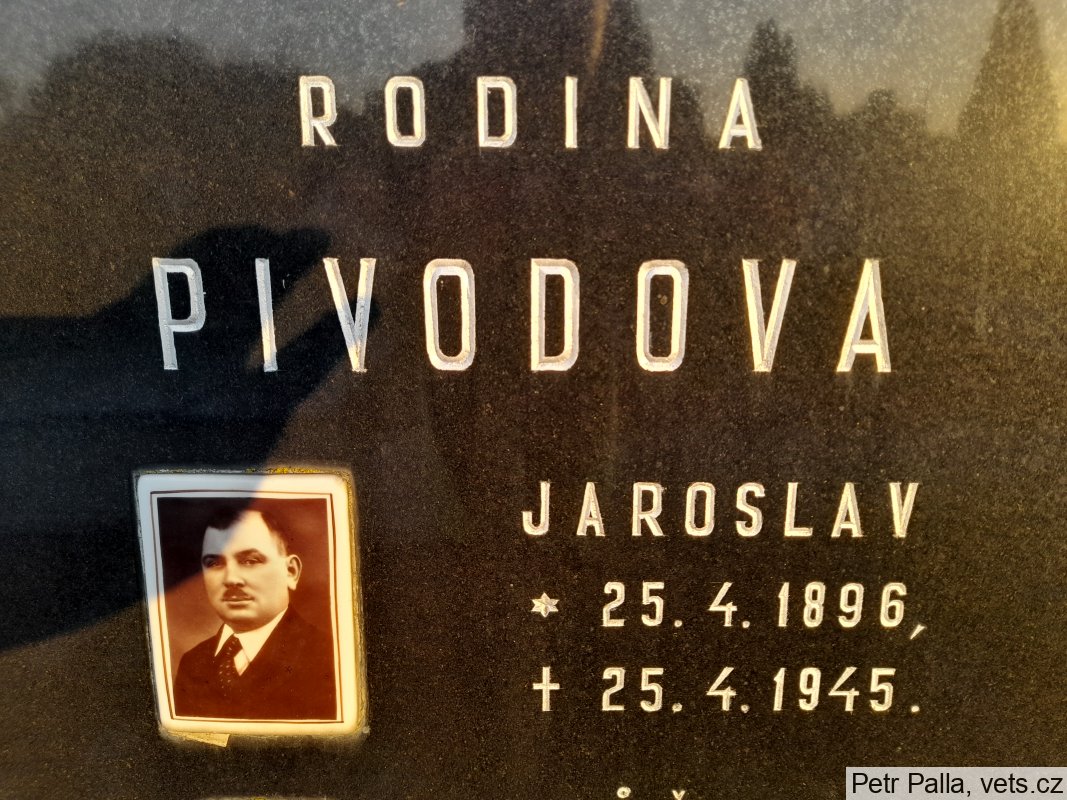 RODINA
PIVODOVA
JAROSLAV
* 25. 4. 1896,
† 25. 4. 1945.
Petr Palla, vets.cz